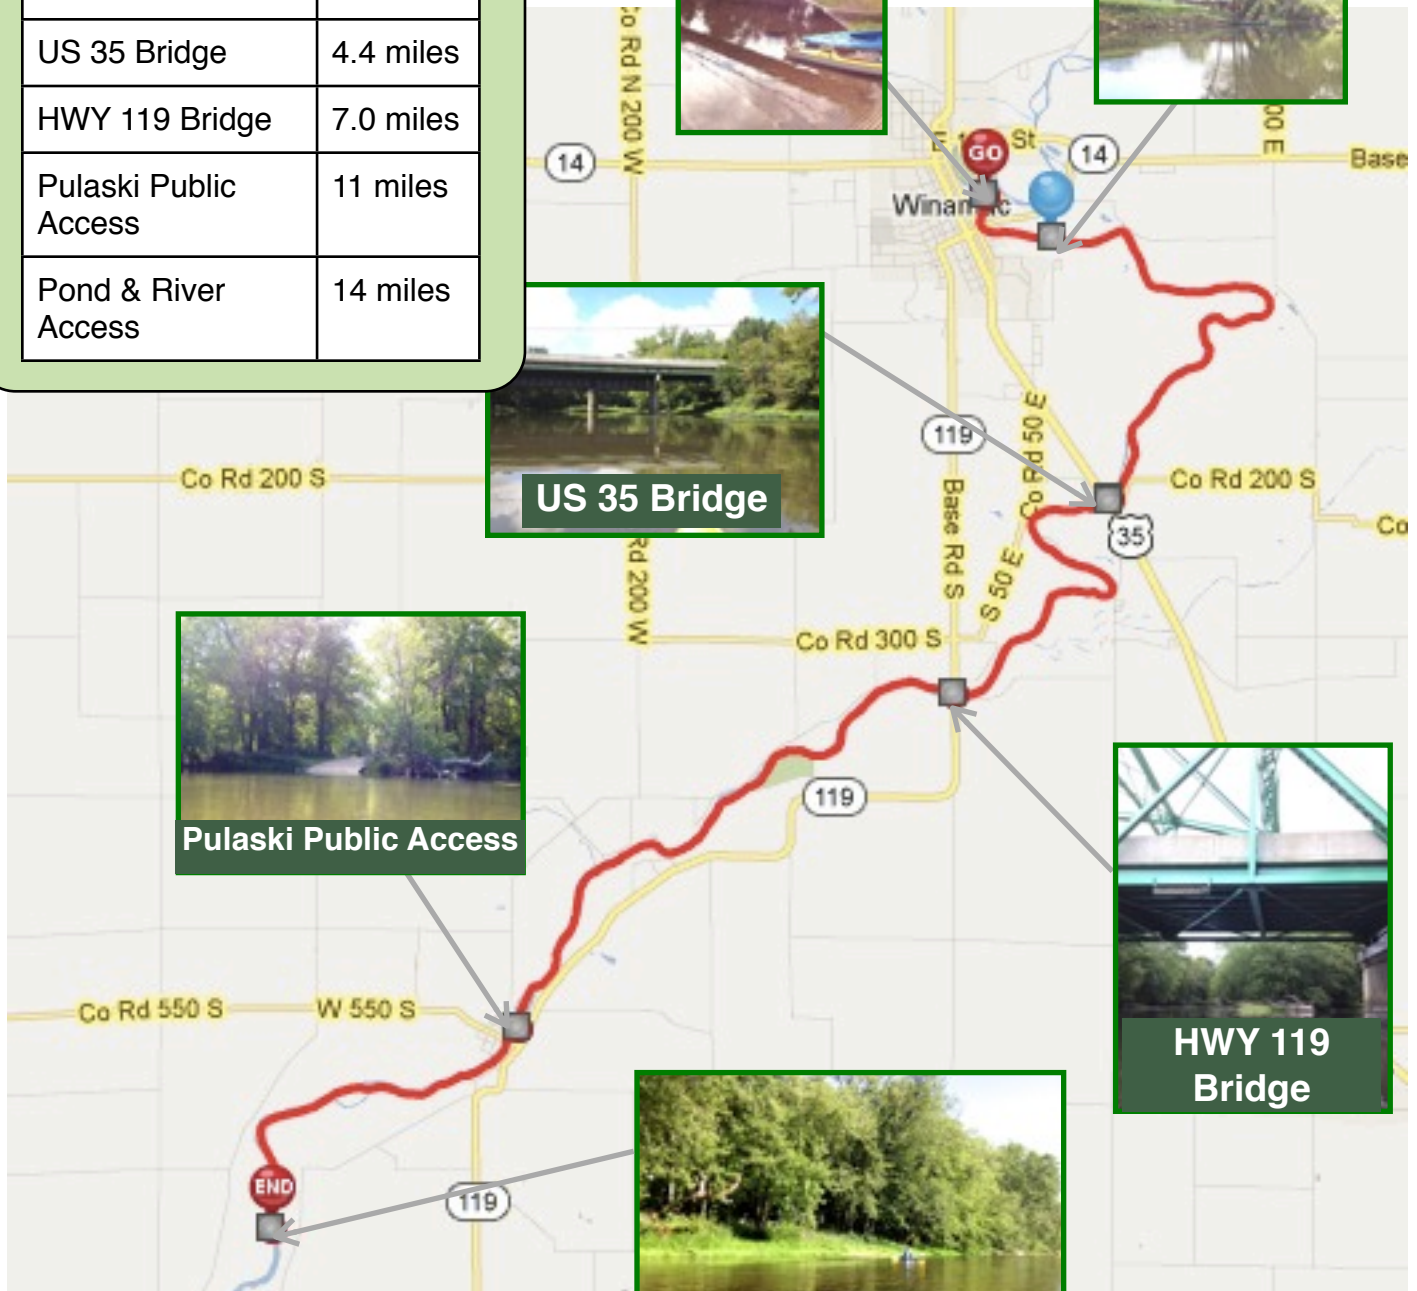 US 35 Bridge 4.4 miles
HWY 119 Bridge 7.0 miles
Pulaski Public 11 miles
Access
Pond & River 14 miles
Access
Co Rd N 200 W
14
E
St
GO
14
00 E
Base
Winamac
US 35 Bridge
119
Co Rd 50 E
Co Rd 200 S
Co Rd 200 S
Base Rd S
35
Co
Rd 200 W
S 50 E
Co Rd 300 S
Pulaski Public Access
119
HWY 119
Bridge
Co Rd 550 S
W 550 S
END
119